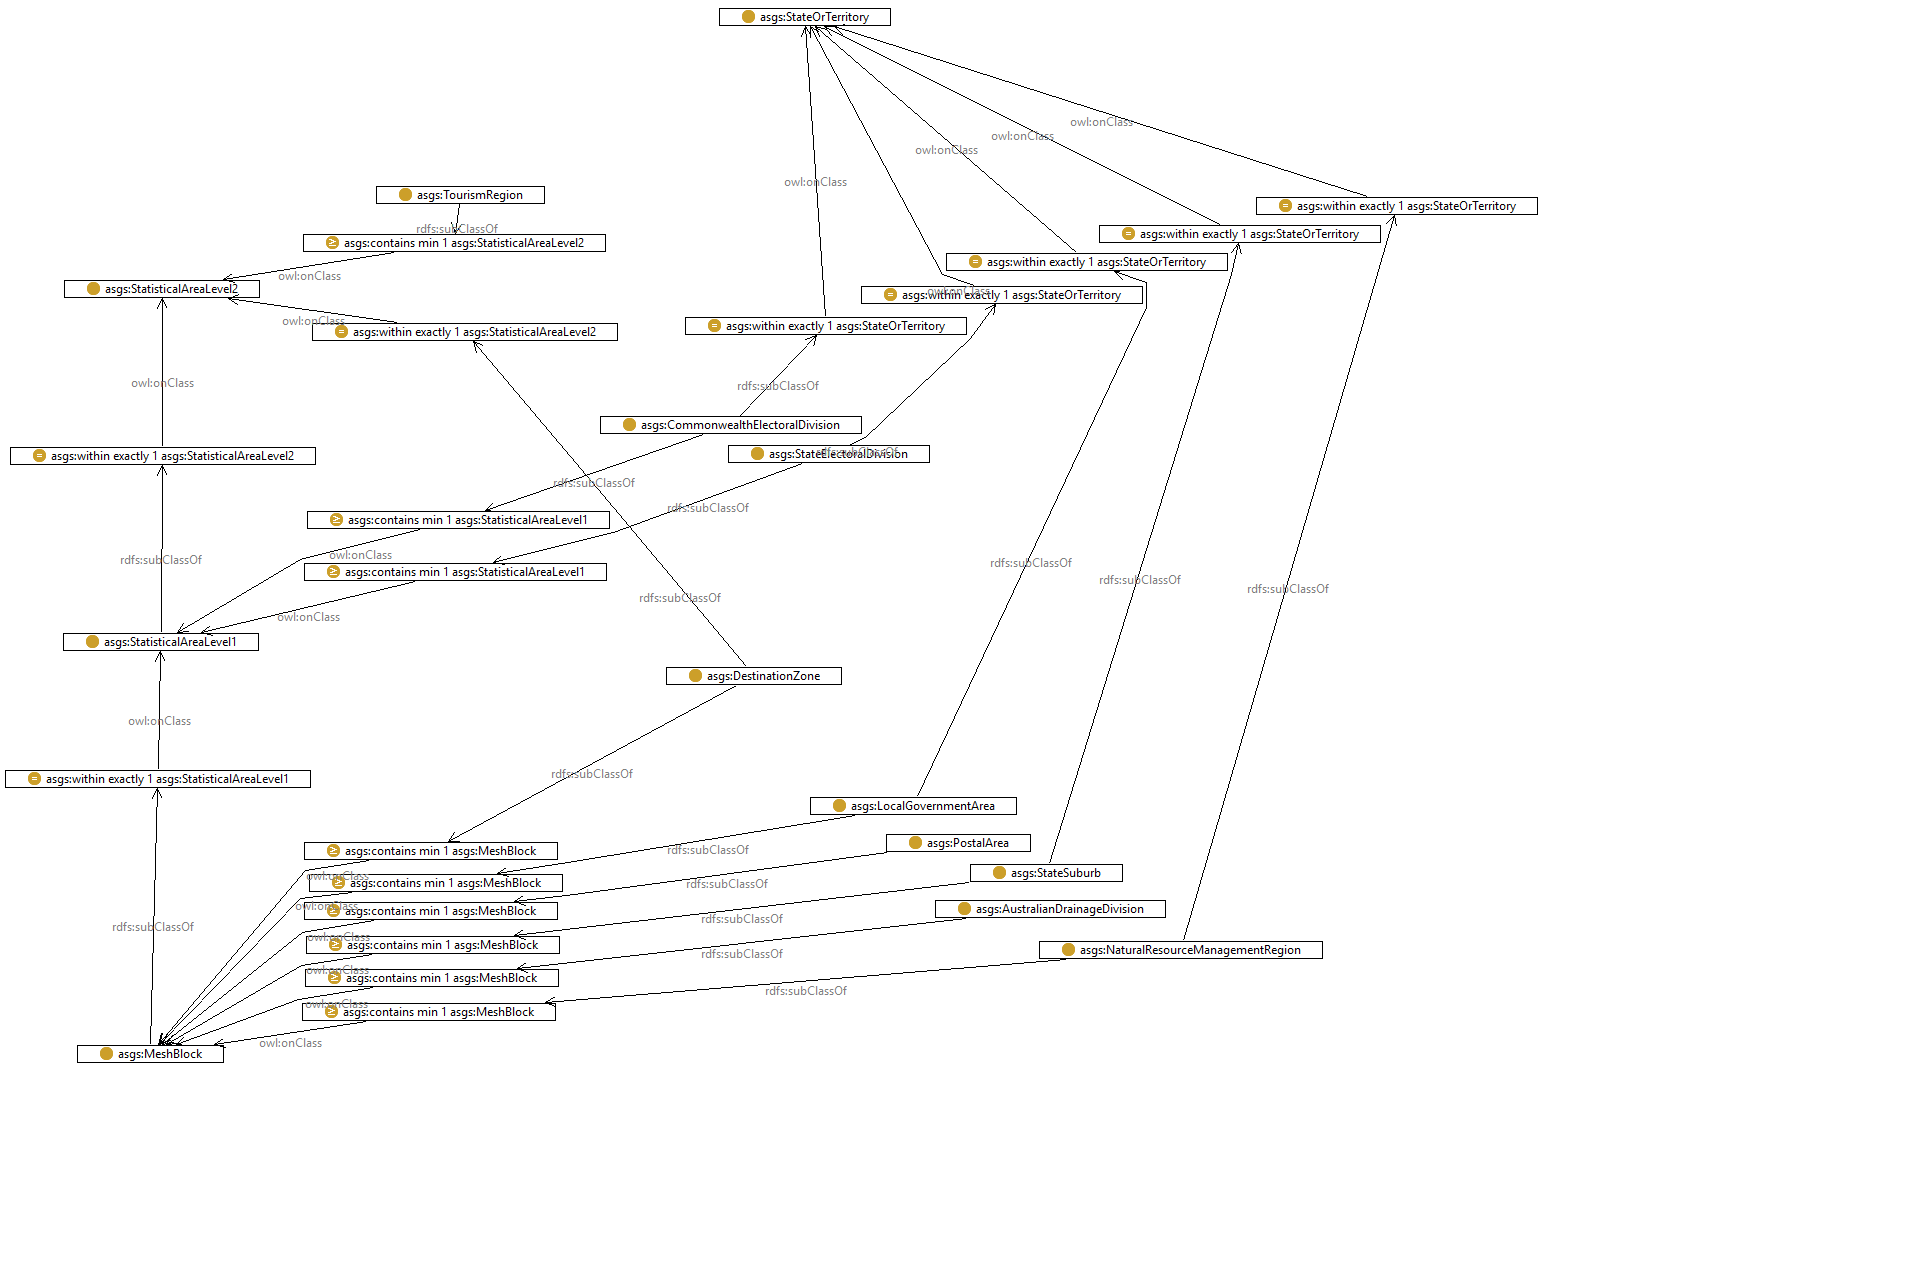 asgs:StateOrTerritory
owl:onClass
owl:onClass
owl:onClass
owl:onClass
asgs:TourismRegion
asgs:within exactly 1 asgs:StateOrTerritory
rdfs:subClassOf
asgs:within exactly 1 asgs:StateOrTerritory
asgs:contains min 1 asgs:StatisticalAreaLevel2
asgs:within exactly 1 asgs:StateOrTerritory
owl:onClass
asgs:StatisticalAreaLevel2
owl:onClass
asgs:within exactly 1 asgs:StateOrTerritory
owl:onClass
asgs:within exactly 1 asgs:StateOrTerritory
asgs:within exactly 1 asgs:StatisticalAreaLevel2
owl:onClass
rdfs:subClassOf
asgs:CommonwealthElectoralDivision
asgs:StateElectoralDivision
rdfs:subClassOf
asgs:within exactly 1 asgs:StatisticalAreaLevel2
rdfs:subClassOf
rdfs:subClassOf
asgs:contains min 1 asgs:StatisticalAreaLevel1
owl:onClass
rdfs:subClassOf
rdfs:subClassOf
asgs:contains min 1 asgs:StatisticalAreaLevel1
rdfs:subClassOf
rdfs:subClassOf
rdfs:subClassOf
owl:onClass
asgs:StatisticalAreaLevel1
asgs:DestinationZone
owl:onClass
rdfs:subClassOf
asgs:within exactly 1 asgs:StatisticalAreaLevel1
asgs:LocalGovernmentArea
asgs:PostalArea
asgs:contains min 1 asgs:MeshBlock
rdfs:subClassOf
asgs:StateSuburb
owl:onClass
asgs:contains min 1 asgs:MeshBlock
rdfs:subClassOf
owl:onClass
asgs:contains min 1 asgs:MeshBlock
asgs:AustralianDrainageDivision
rdfs:subClassOf
rdfs:subClassOf
owl:onClass
asgs:contains min 1 asgs:MeshBlock
asgs:NaturalResourceManagementRegion
rdfs:subClassOf
owl:onClass
asgs:contains min 1 asgs:MeshBlock
rdfs:subClassOf
owl:onClass
asgs:contains min 1 asgs:MeshBlock
owl:onClass
asgs:MeshBlock